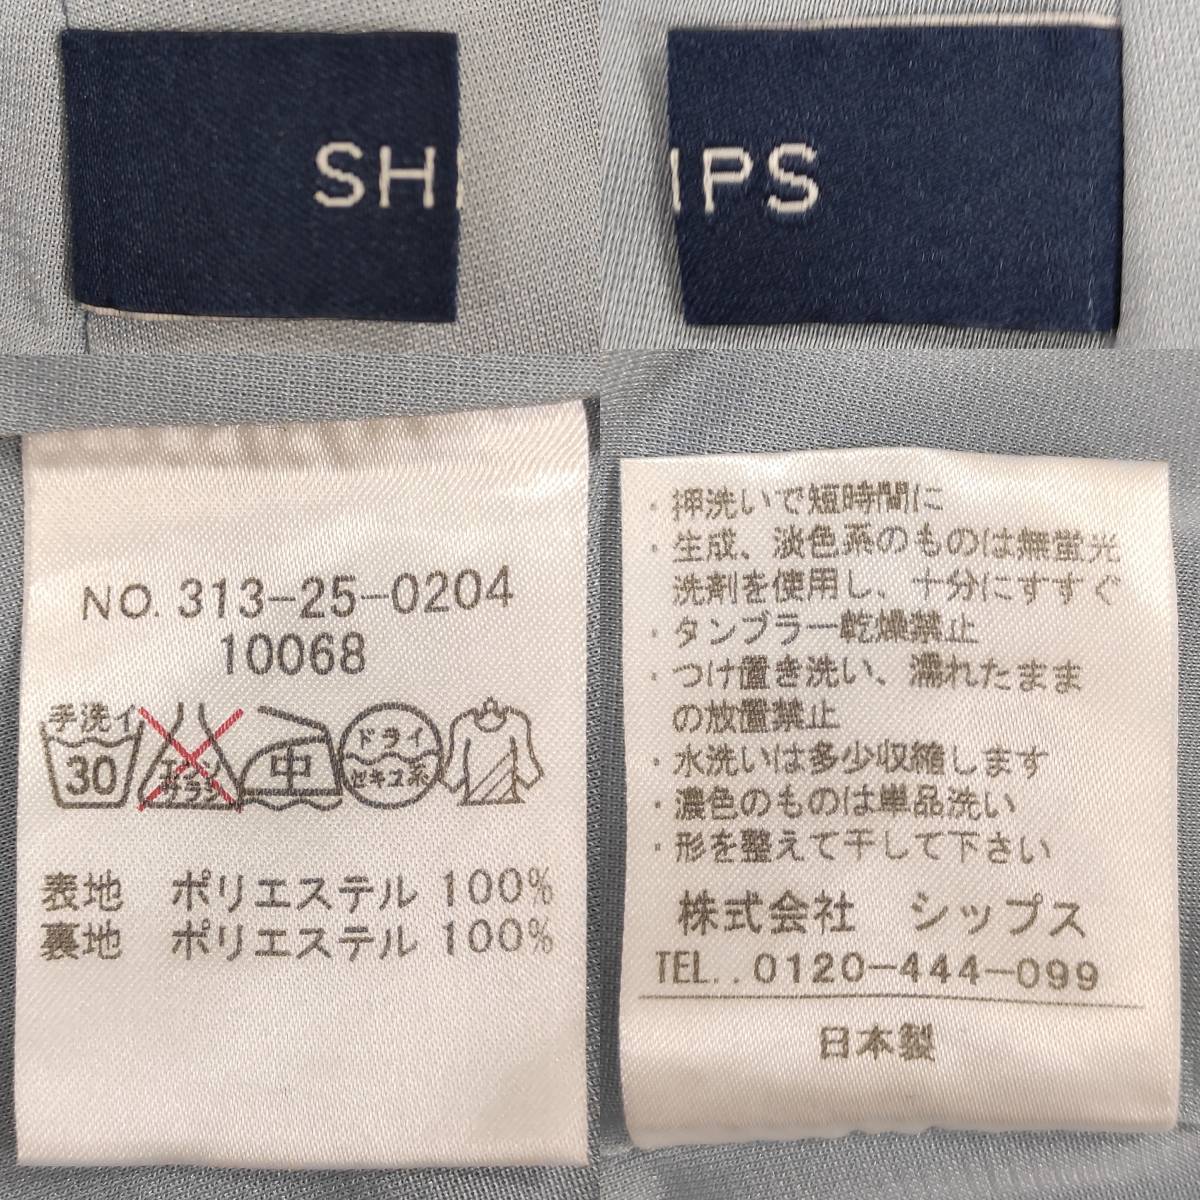 SHI
IPS
NO. 313-25-0204
10068
手洗イ
30
エンソ
サラシ
中
ドライ
セキユ系
表地 ポリエステル 100%
裏地 ポリエステル 100%
・押洗いで短時間に
・生成、淡色系のものは無蛍光
洗剤を使用し、十分にすすぐ
・タンブラー乾燥禁止
・つけ置き洗い、濡れたまま
の放置禁止
・水洗いは多少収縮します
・濃色のものは単品洗い
・形を整えて干して下さい
株式会社 シップス
TEL..0120-444-099
日本製